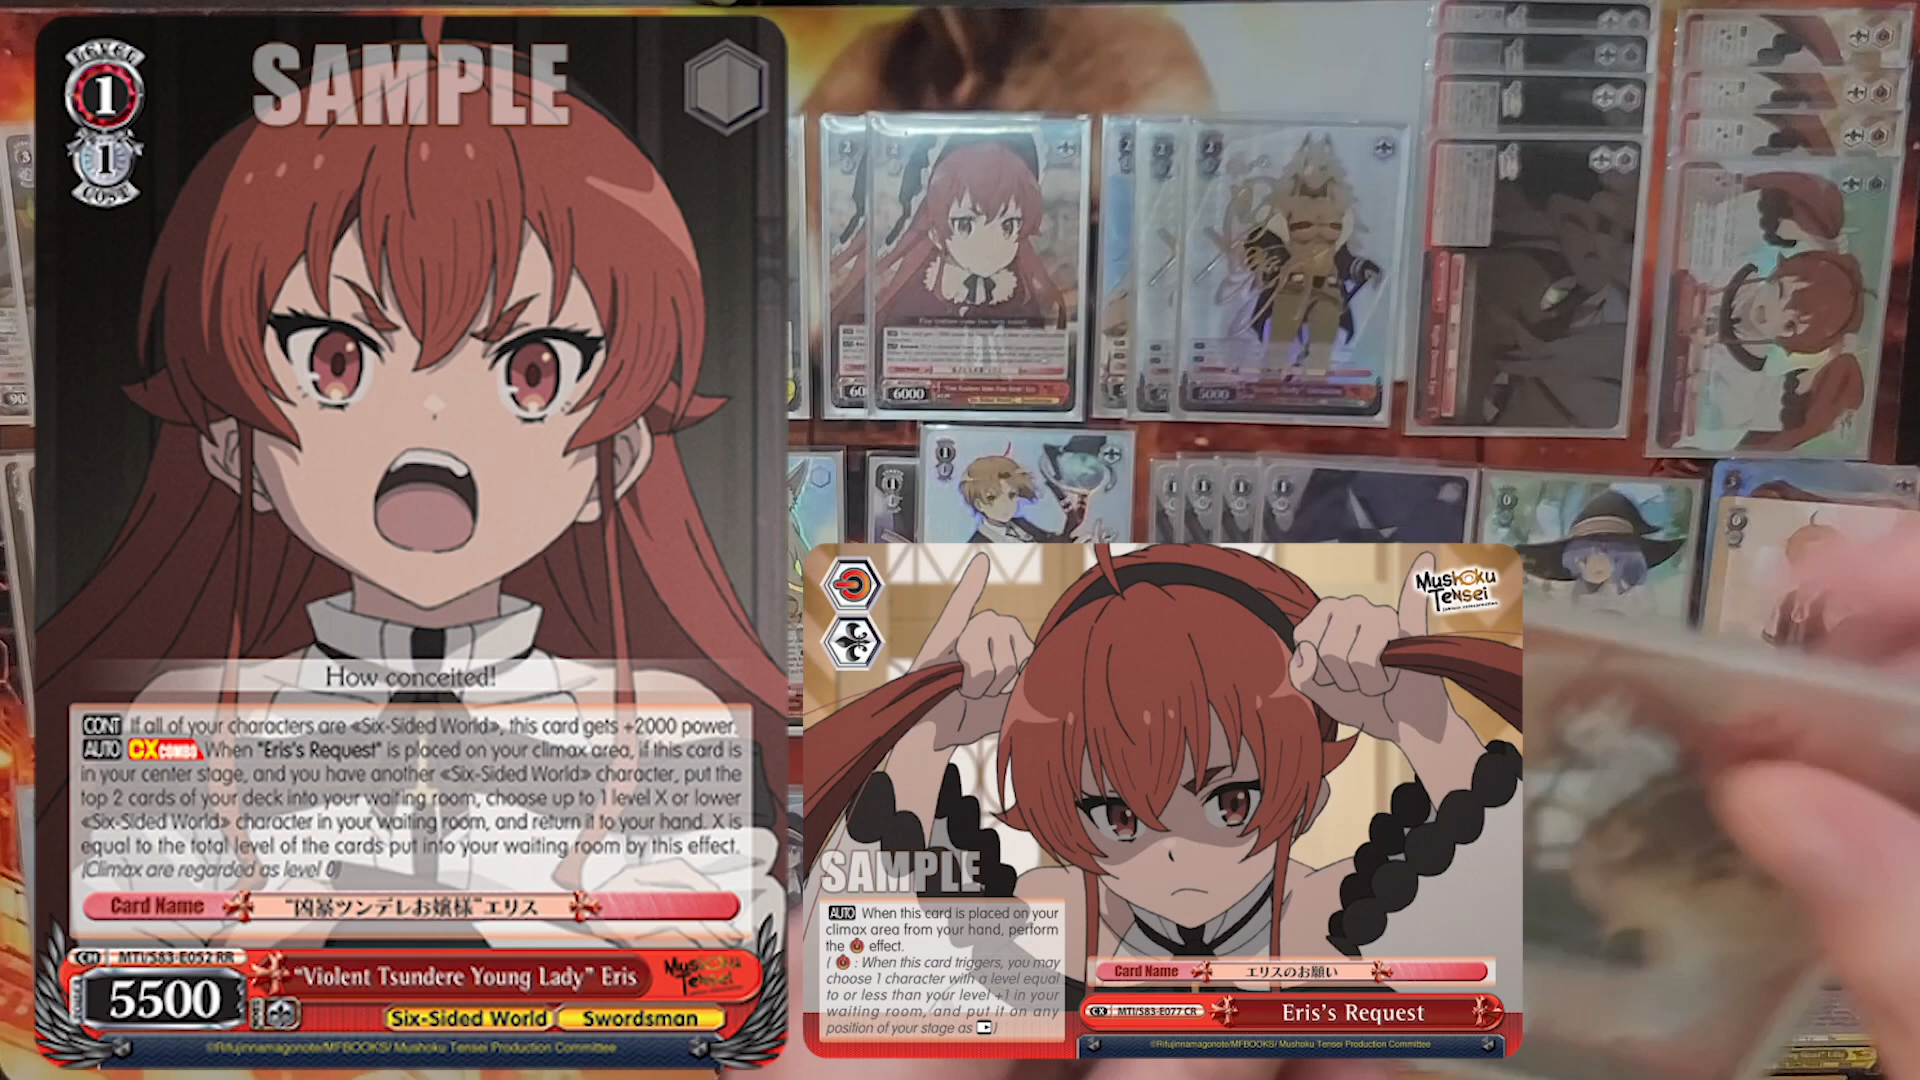 LEVEL
1
1
COST
SAMPLE
How conceited!
CONT If all of your characters are «Six-Sided World», this card gets +2000 power.
AUTO CX COMBO When "Eris's Request" is placed on your climax area, if this card is
in your center stage, and you have another «Six-Sided World» character, put the
top 2 cards of your deck into your waiting room, choose up to 1 level X or lower
«Six-Sided World» character in your waiting room, and return it to your hand. X is
equal to the total level of the cards put into your waiting room by this effect.
(Climax are regarded as level 0)
Card Name "凶暴ツンデレお嬢様"エリス
CH MTI/S83-E052 RR
5500
"Violent Tsundere Young Lady" Eris
Mushoku Tensei
Six-Sided World Swordsman
©Rifujinnamagonote/MFBOOKS/ Mushoku Tensei Production Committee
6000
5000
Mushoku
Tensei
SAMPLE
AUTO When this card is placed on your
climax area from your hand, perform
the effect.
( : When this card triggers, you may
choose 1 character with a level equal
to or less than your level +1 in your
waiting room, and put it on any
position of your stage as )
Card Name エリスのお願い
CX MTI/S83-E077 CR
Eris's Request
©Rifujinnamagonote/MFBOOKS/ Mushoku Tensei Production Committee